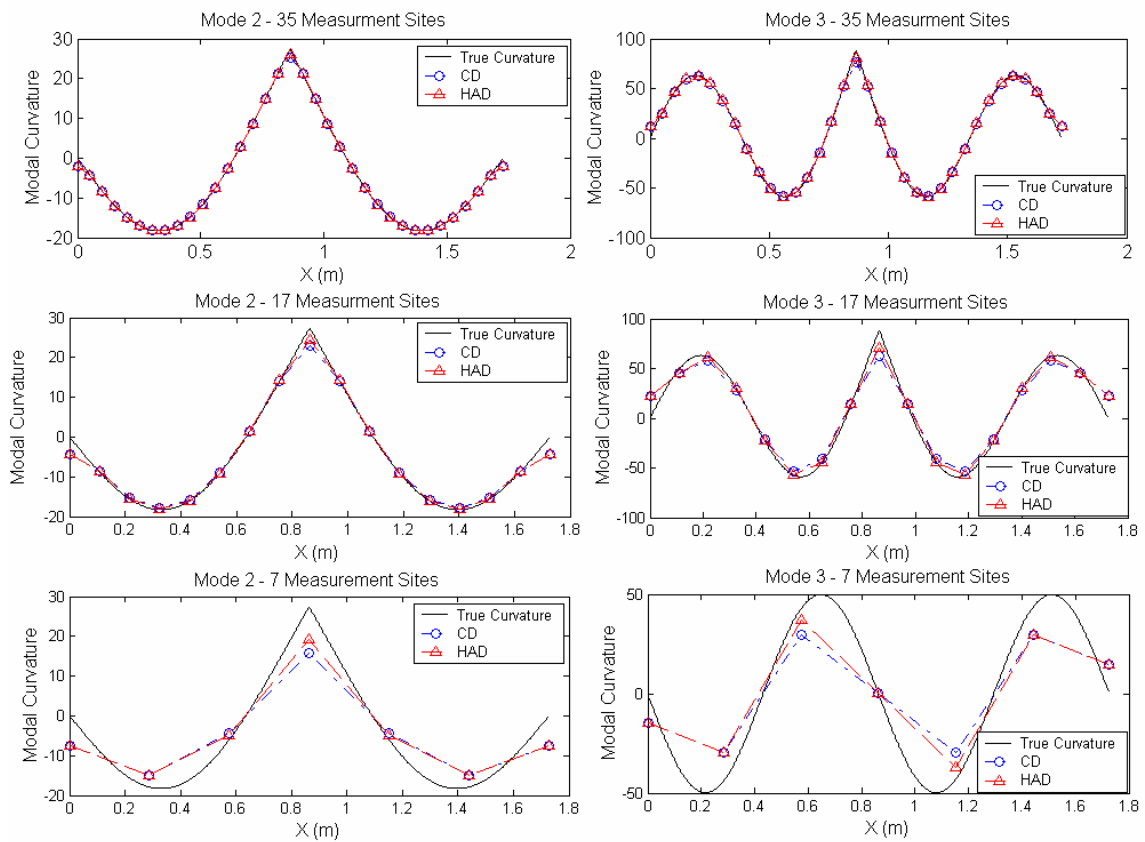 Mode 2 - 35 Measurment Sites
30
20
10
0
-10
-20
Modal Curvature
True Curvature
CD
HAD
0
0.5
1
1.5
2
X (m)
Mode 3 - 35 Measurment Sites
100
50
0
-50
-100
Modal Curvature
True Curvature
CD
HAD
0
0.5
1
1.5
2
X (m)
Mode 2 - 17 Measurment Sites
30
20
10
0
-10
-20
Modal Curvature
True Curvature
CD
HAD
0
0.2
0.4
0.6
0.8
1
1.2
1.4
1.6
1.8
X (m)
Mode 3 - 17 Measurment Sites
100
50
0
-50
-100
Modal Curvature
True Curvature
CD
HAD
0
0.2
0.4
0.6
0.8
1
1.2
1.4
1.6
1.8
X (m)
Mode 2 - 7 Measurement Sites
30
20
10
0
-10
-20
Modal Curvature
True Curvature
CD
HAD
0
0.2
0.4
0.6
0.8
1
1.2
1.4
1.6
1.8
X (m)
Mode 3 - 7 Measurement Sites
50
0
-50
Modal Curvature
True Curvature
CD
HAD
0
0.2
0.4
0.6
0.8
1
1.2
1.4
1.6
1.8
X (m)